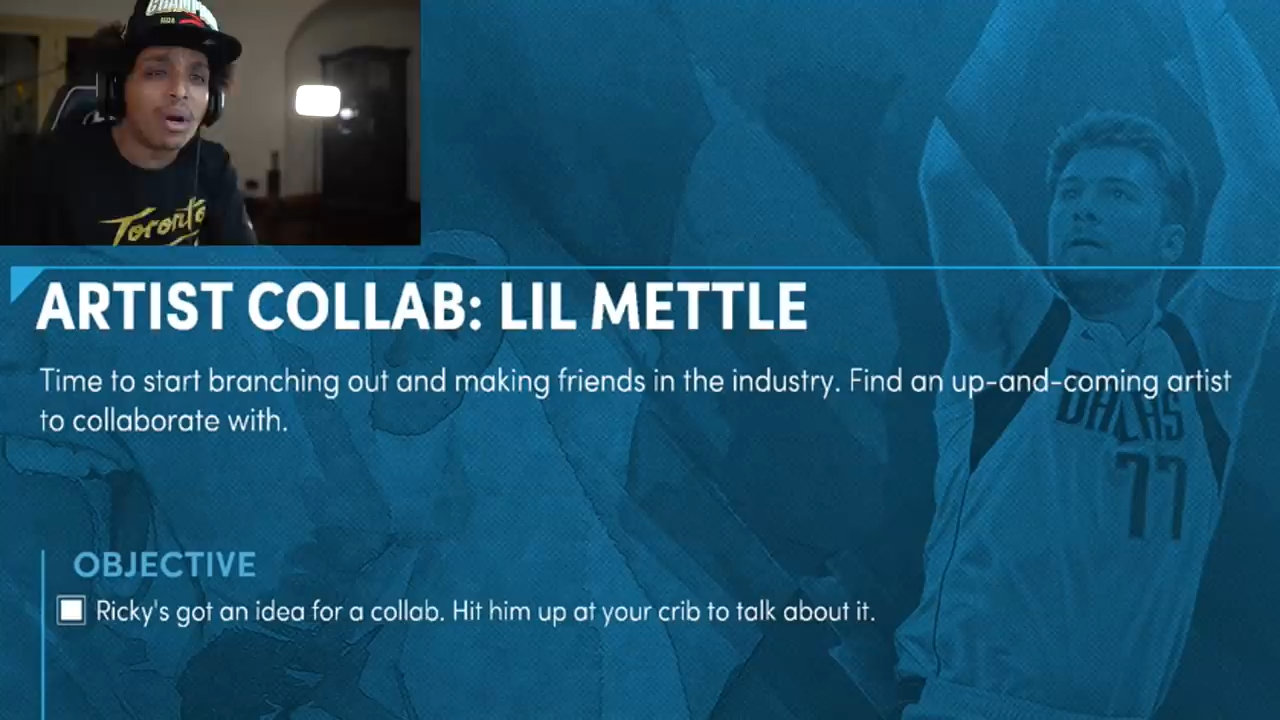 CHAMPIONS
Toronto
ARTIST COLLAB: LIL METTLE
Time to start branching out and making friends in the industry. Find an up-and-coming artist
to collaborate with.
DALLAS
77
OBJECTIVE
Ricky's got an idea for a collab. Hit him up at your crib to talk about it.